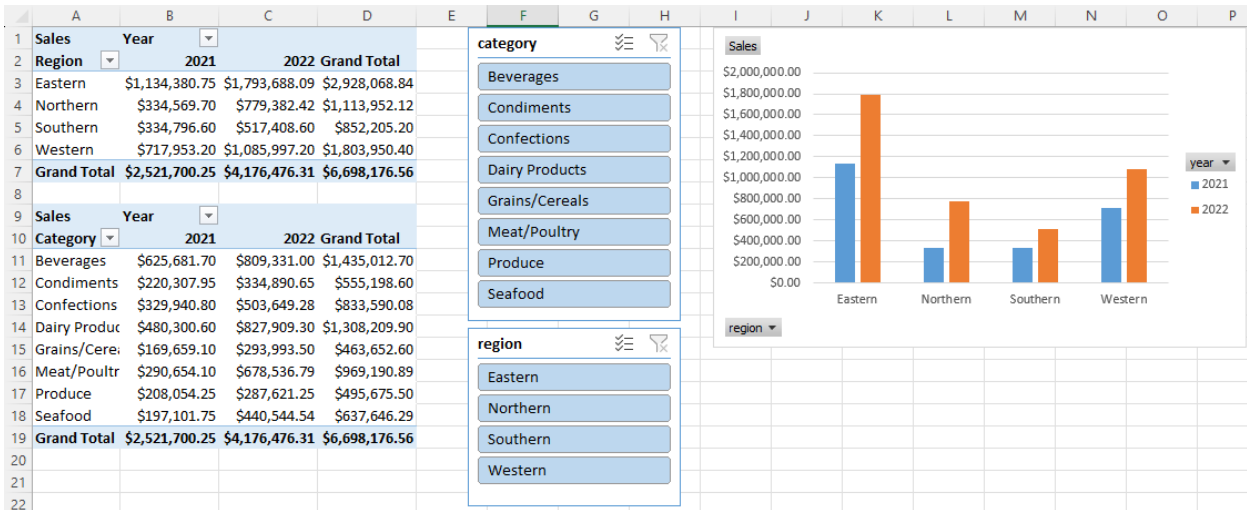 A B C D E F G H I J K L M N O P
1 Sales Year
2 Region 2021 2022 Grand Total
3 Eastern $1,134,380.75 $1,793,688.09 $2,928,068.84
4 Northern $334,569.70 $779,382.42 $1,113,952.12
5 Southern $334,796.60 $517,408.60 $852,205.20
6 Western $717,953.20 $1,085,997.20 $1,803,950.40
7 Grand Total $2,521,700.25 $4,176,476.31 $6,698,176.56
8
9 Sales Year
10 Category 2021 2022 Grand Total
11 Beverages $625,681.70 $809,331.00 $1,435,012.70
12 Condiments $220,307.95 $334,890.65 $555,198.60
13 Confections $329,940.80 $503,649.28 $833,590.08
14 Dairy Produc $480,300.60 $827,909.30 $1,308,209.90
15 Grains/Cerea $169,659.10 $293,993.50 $463,652.60
16 Meat/Poultr $290,654.10 $678,536.79 $969,190.89
17 Produce $208,054.25 $287,621.25 $495,675.50
18 Seafood $197,101.75 $440,544.54 $637,646.29
19 Grand Total $2,521,700.25 $4,176,476.31 $6,698,176.56
20
21
22
category
Beverages
Condiments
Confections
Dairy Products
Grains/Cereals
Meat/Poultry
Produce
Seafood
region
Eastern
Northern
Southern
Western
Sales
$2,000,000.00
$1,800,000.00
$1,600,000.00
$1,400,000.00
$1,200,000.00
$1,000,000.00
$800,000.00
$600,000.00
$400,000.00
$200,000.00
$0.00
Eastern Northern Southern Western
year
2021
2022
region